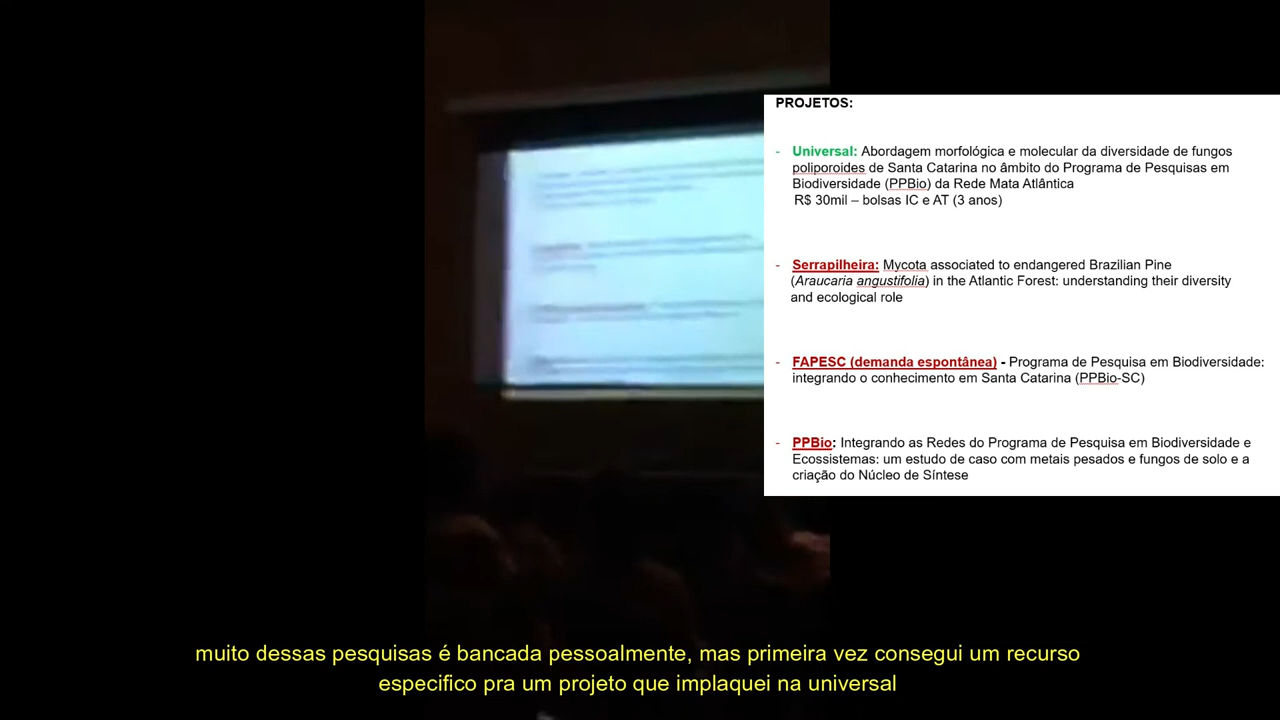 PROJETOS:
- Universal: Abordagem morfológica e molecular da diversidade de fungos
poliporoides de Santa Catarina no âmbito do Programa de Pesquisas em
Biodiversidade (PPBio) da Rede Mata Atlântica
R$ 30mil – bolsas IC e AT (3 anos)
- Serrapilheira: Mycota associated to endangered Brazilian Pine
(Araucaria angustifolia) in the Atlantic Forest: understanding their diversity
and ecological role
- FAPESC (demanda espontânea) - Programa de Pesquisa em Biodiversidade:
integrando o conhecimento em Santa Catarina (PPBio-SC)
- PPBio: Integrando as Redes do Programa de Pesquisa em Biodiversidade e
Ecossistemas: um estudo de caso com metais pesados e fungos de solo e a
criação do Núcleo de Síntese
muito dessas pesquisas é bancada pessoalmente, mas primeira vez consegui um recurso
especifico pra um projeto que implaquei na universal